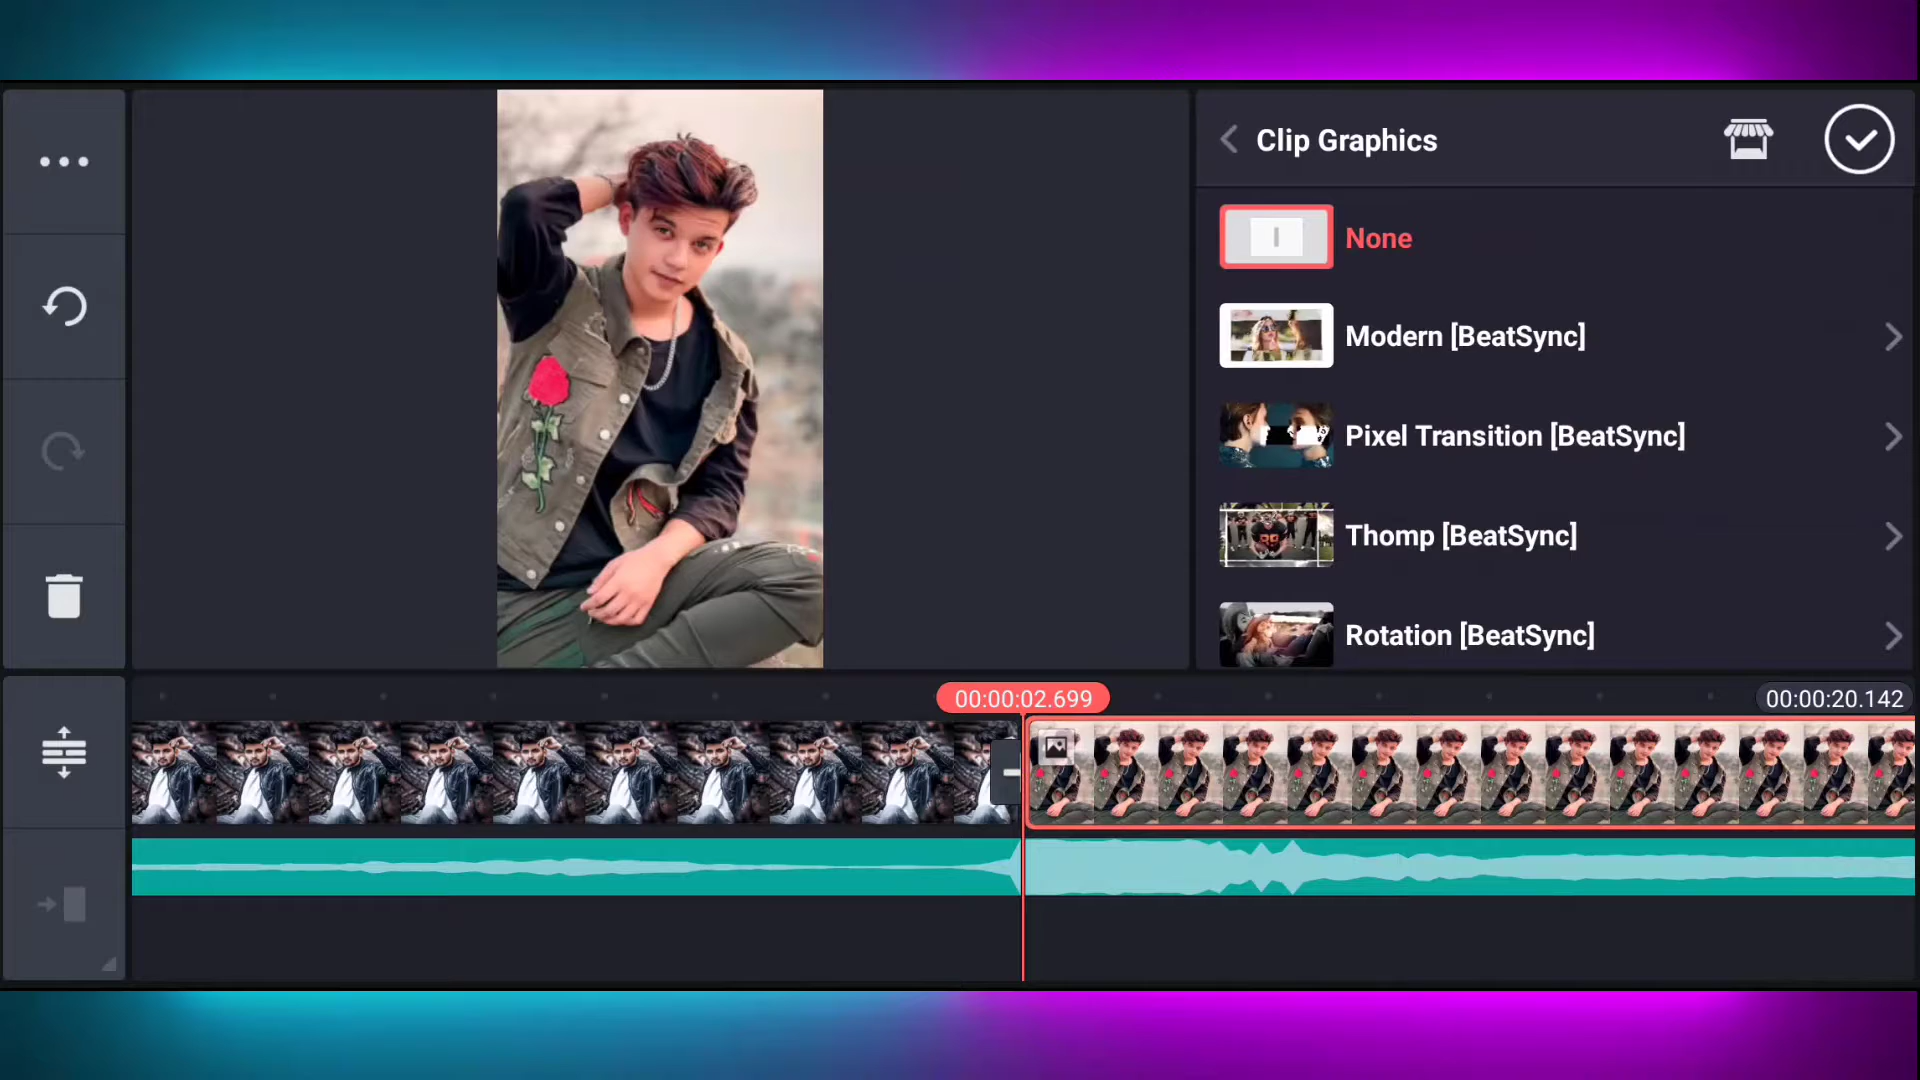 Clip Graphics
None
Modern [BeatSync]
Pixel Transition [BeatSync]
Thomp [BeatSync]
Rotation [BeatSync]
00:00:02.699
00:00:20.142